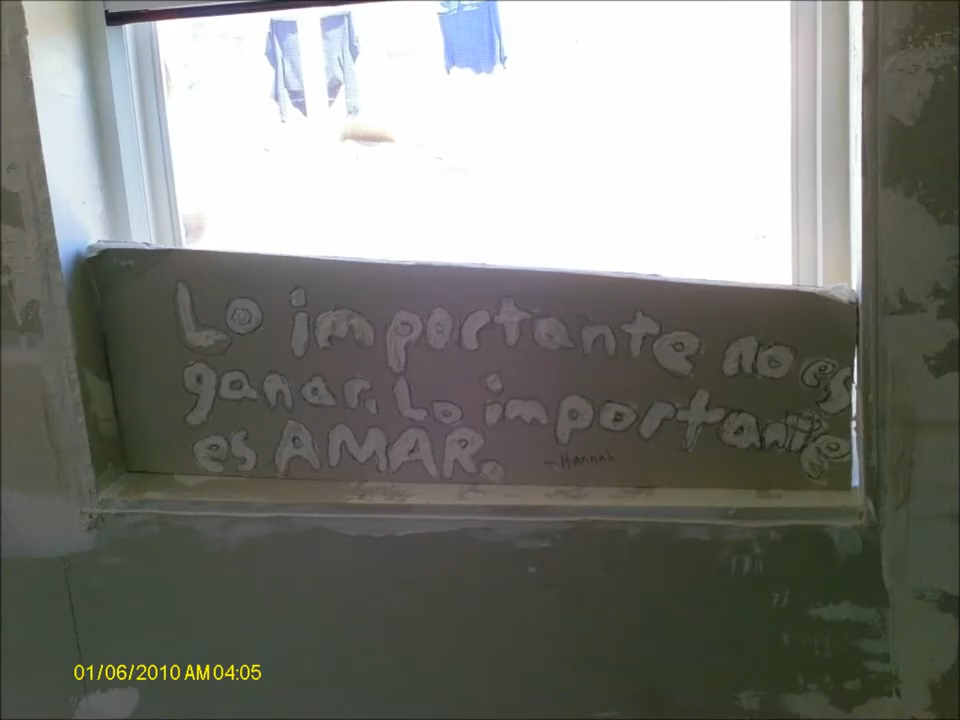 Lo importante no es
ganar, Lo importante
es AMAR.
-Hannah
01/06/2010 AM 04:05